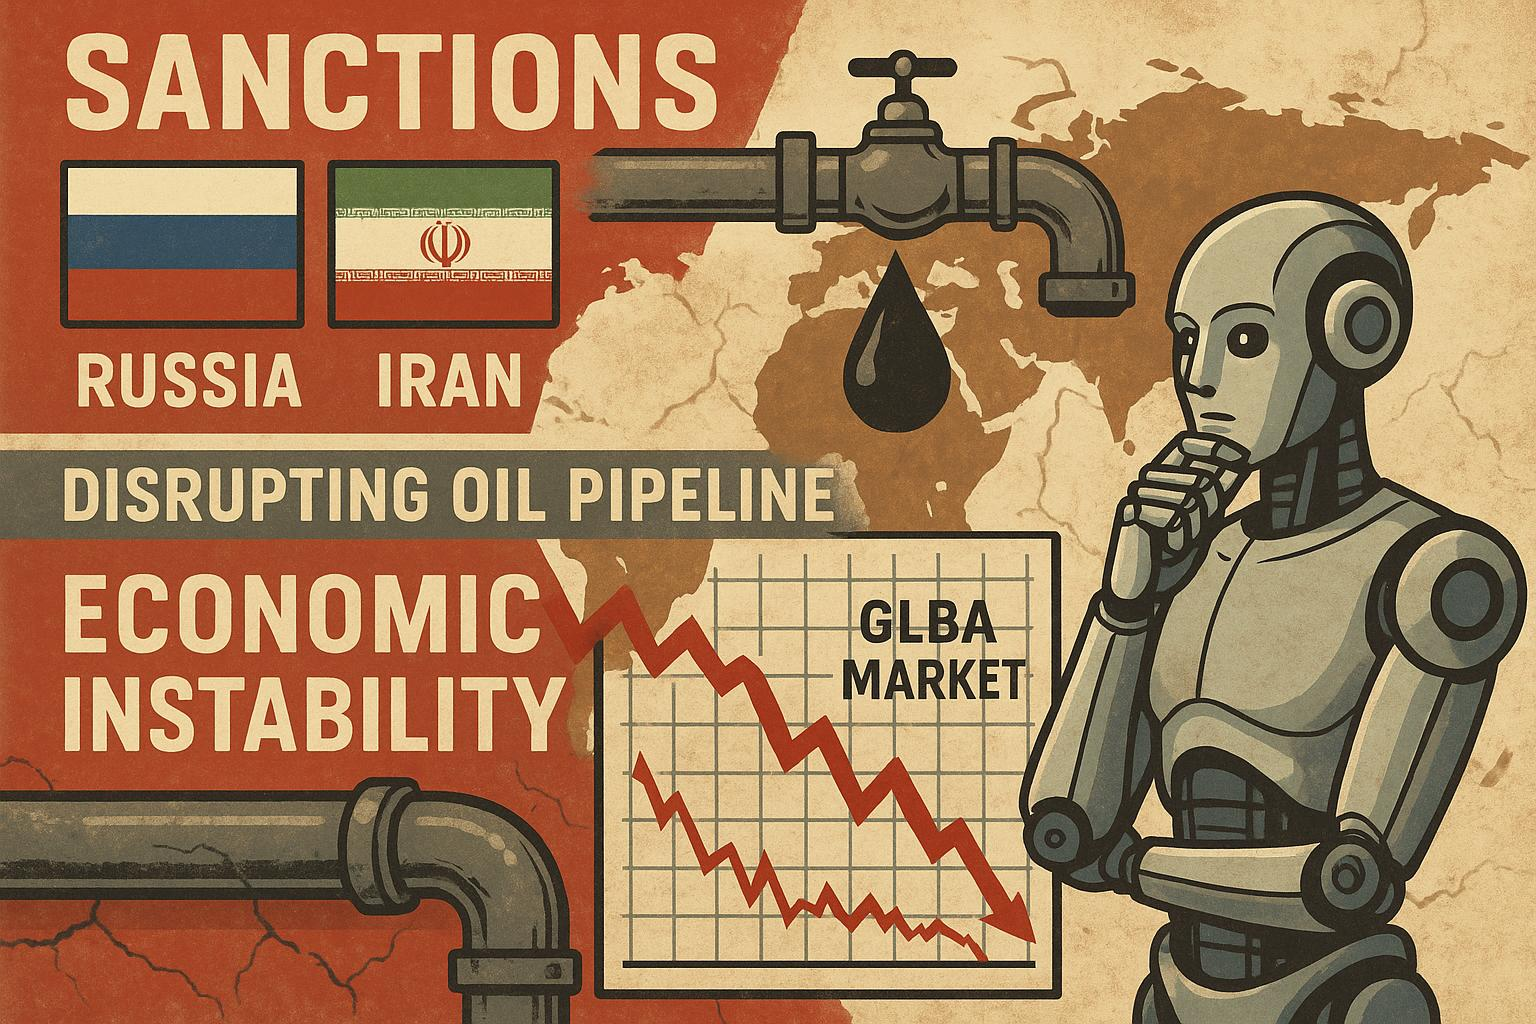 SANCTIONS
RUSSIA IRAN
DISRUPTING OIL PIPELINE
ECONOMIC
INSTABILITY
GLBA
MARKET